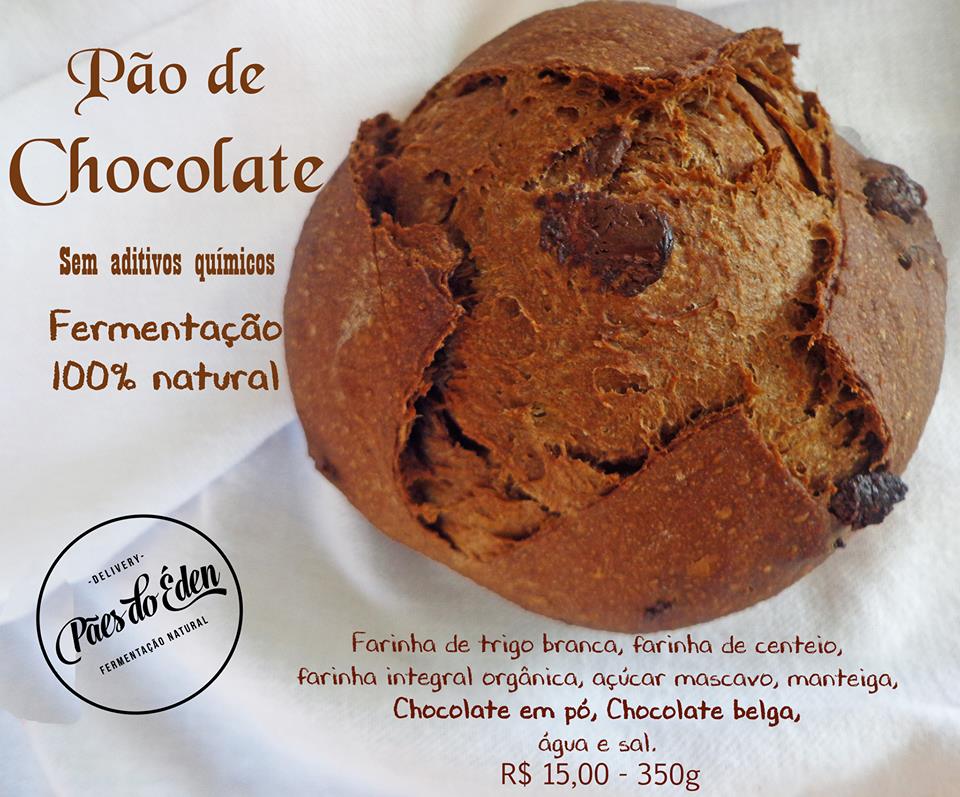 Pão de
Chocolate
Sem aditivos químicos
Fermentação
100% natural
-DELIVERY-
Pães do Éden
FERMENTAÇÃO NATURAL
Farinha de trigo branca, farinha de centeio,
farinha integral orgânica, açúcar mascavo, manteiga,
Chocolate em pó, Chocolate belga,
água e sal.
R$ 15,00 - 350g